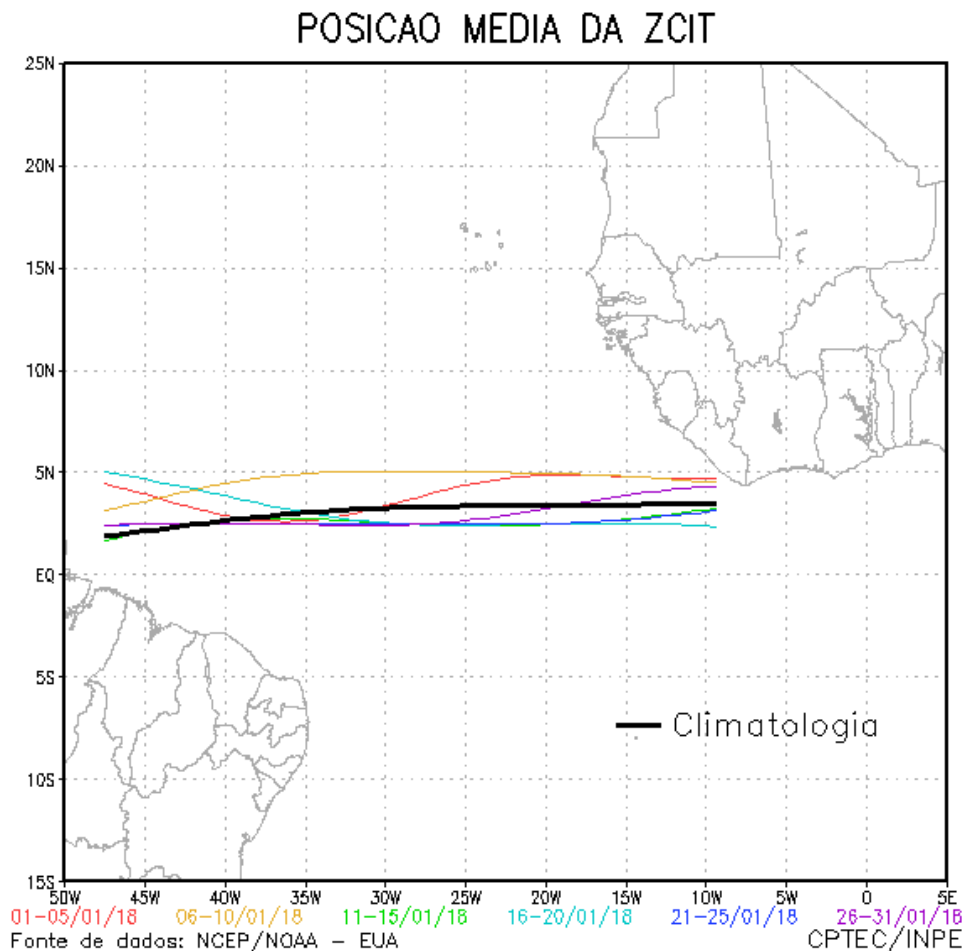 POSICAO MEDIA DA ZCIT
25N
20N
15N
10N
5N
EQ
5S
10S
15S
Climatologia
50W 45W 40W 35W 30W 25W 20W 15W 10W 5W 0 5E
01-05/01/18 06-10/01/18 11-15/01/18 16-20/01/18 21-25/01/18 26-31/01/18
Fonte de dados: NCEP/NOAA - EUA CPTEC/INPE